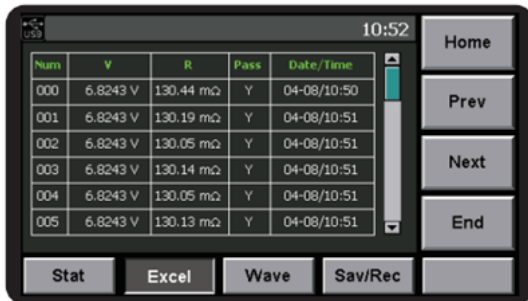 USB
10:52
Num V R Pass Date/Time
000 6.8243 V 130.44 mΩ Y 04-08/10:50
001 6.8243 V 130.19 mΩ Y 04-08/10:51
002 6.8243 V 130.05 mΩ Y 04-08/10:51
003 6.8243 V 130.14 mΩ Y 04-08/10:51
004 6.8243 V 130.05 mΩ Y 04-08/10:51
005 6.8243 V 130.13 mΩ Y 04-08/10:51
Home
Prev
Next
End
Stat Excel Wave Sav/Rec